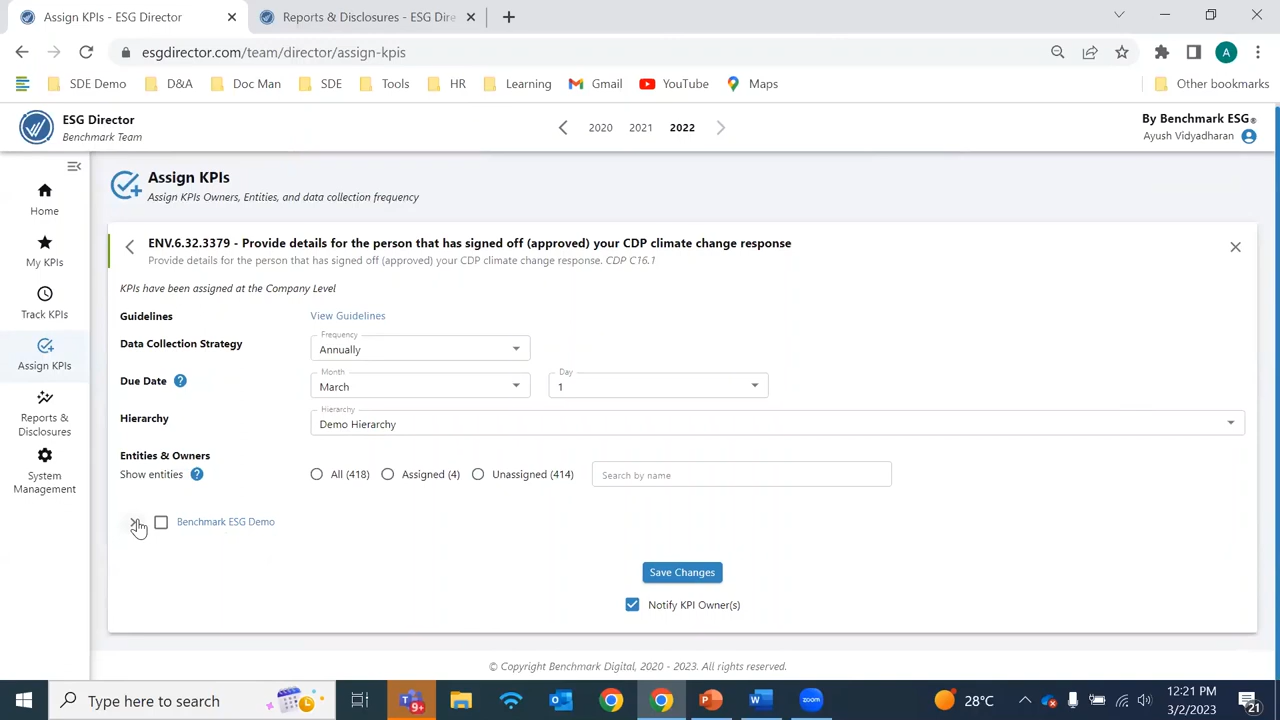 Assign KPIs - ESG Director
Reports & Disclosures - ESG Dire
esgdirector.com/team/director/assign-kpis
A
SDE Demo
D&A
Doc Man
SDE
Tools
HR
Learning
Gmail
YouTube
Maps
Other bookmarks
ESG Director
Benchmark Team
2020
2021
2022
By Benchmark ESG®
Ayush Vidyadharan
Home
My KPIs
Track KPIs
Assign KPIs
Reports &
Disclosures
System
Management
Assign KPIs
Assign KPIs Owners, Entities, and data collection frequency
ENV.6.32.3379 - Provide details for the person that has signed off (approved) your CDP climate change response
Provide details for the person that has signed off (approved) your CDP climate change response. CDP C16.1
KPIs have been assigned at the Company Level
Guidelines
View Guidelines
Data Collection Strategy
Frequency
Annually
Due Date ?
Month
March
Day
1
Hierarchy
Hierarchy
Demo Hierarchy
Entities & Owners
Show entities ?
All (418)
Assigned (4)
Unassigned (414)
Search by name
Benchmark ESG Demo
Save Changes
Notify KPI Owner(s)
© Copyright Benchmark Digital, 2020 - 2023. All rights reserved.
Type here to search
9+
zoom
28°C
12:21 PM
3/2/2023
21